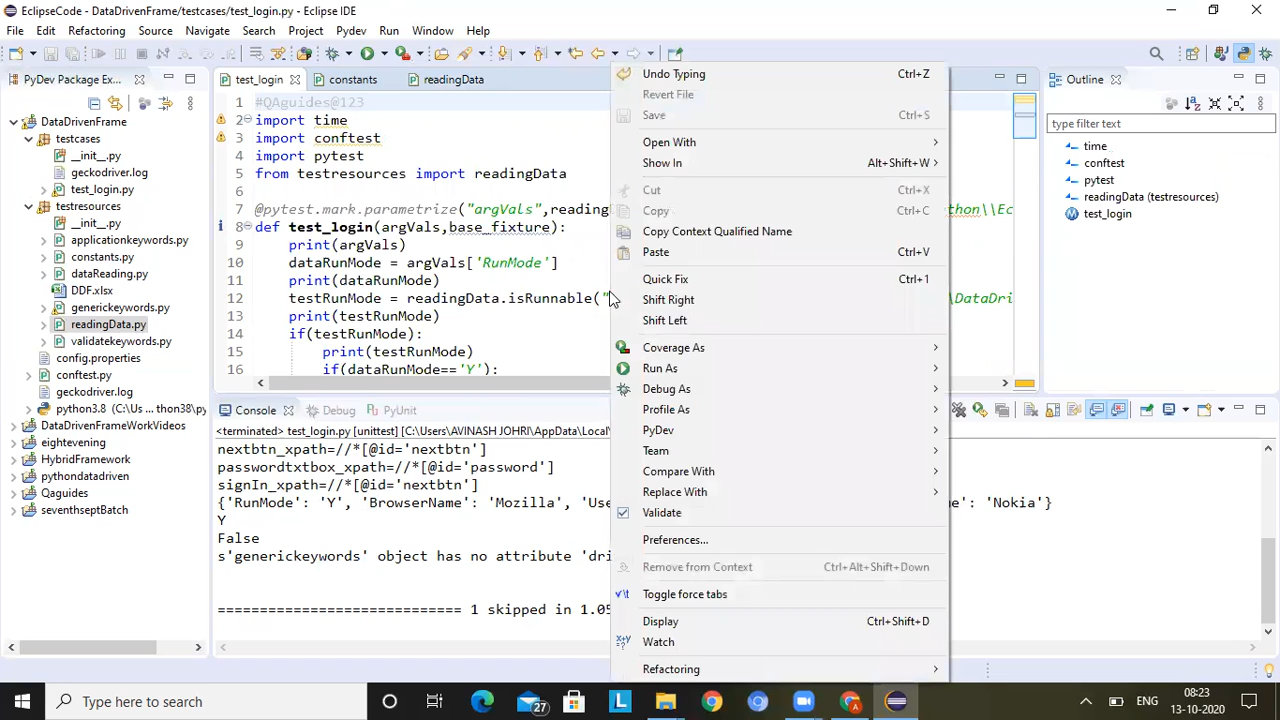 EclipseCode - DataDrivenFrame/testcases/test_login.py - Eclipse IDE
File Edit Refactoring Source Navigate Search Project Pydev Run Window Help
PyDev Package Ex...
DataDrivenFrame
testcases
__init__.py
geckodriver.log
test_login.py
testresources
__init__.py
applicationkeywords.py
constants.py
dataReading.py
DDF.xlsx
generickeywords.py
readingData.py
validatekeywords.py
config.properties
conftest.py
geckodriver.log
python3.8 (C:\Us ... thon38\py
DataDrivenFrameWorkVideos
eightevening
HybridFramework
pythondatadriven
Qaguides
seventhseptBatch
test_login constants readingData
1 #QAguides@123
2 import time
3 import conftest
4 import pytest
5 from testresources import readingData
6
7 @pytest.mark.parametrize("argVals",reading
ython\\Ec
8 def test_login(argVals,base_fixture):
9 print(argVals)
10 dataRunMode = argVals['RunMode']
11 print(dataRunMode)
12 testRunMode = readingData.isRunnable("
\DataDri
13 print(testRunMode)
14 if(testRunMode):
15 print(testRunMode)
16 if(dataRunMode=='Y'):
Undo Typing Ctrl+Z
Revert File
Save Ctrl+S
Open With
Show In Alt+Shift+W
Cut Ctrl+X
Copy Ctrl+C
Copy Context Qualified Name
Paste Ctrl+V
Quick Fix Ctrl+1
Shift Right
Shift Left
Coverage As
Run As
Debug As
Profile As
PyDev
Team
Compare With
Replace With
Validate
Preferences...
Remove from Context Ctrl+Alt+Shift+Down
Toggle force tabs
Display Ctrl+Shift+D
Watch
Refactoring
Outline
type filter text
time
conftest
pytest
readingData (testresources)
test_login
Console Debug PyUnit
<terminated> test_login.py [unittest] [C:\Users\AVINASH JOHRI\AppData\Local\
nextbtn_xpath=//*[@id='nextbtn']
passwordtxtbox_xpath=//*[@id='password']
signIn_xpath=//*[@id='nextbtn']
{'RunMode': 'Y', 'BrowserName': 'Mozilla', 'Use
e': 'Nokia'}
Y
False
s'generickeywords' object has no attribute 'dri
============================ 1 skipped in 1.05
Type here to search
27
L
ENG
08:23
13-10-2020